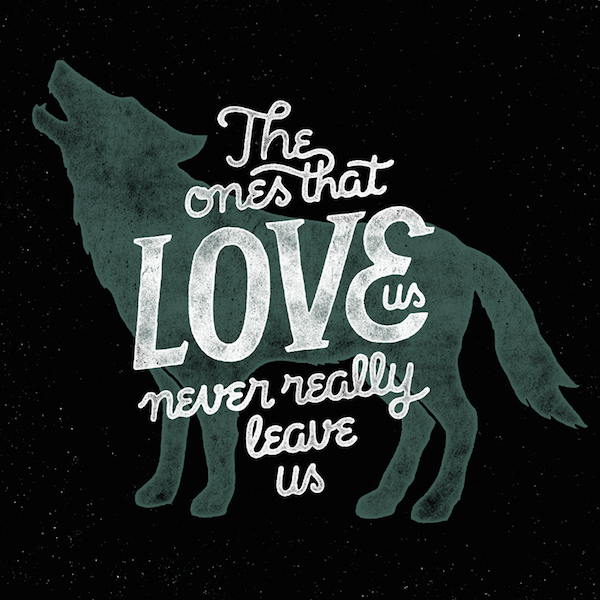 The
ones that
LOVE us
never really
leave
us